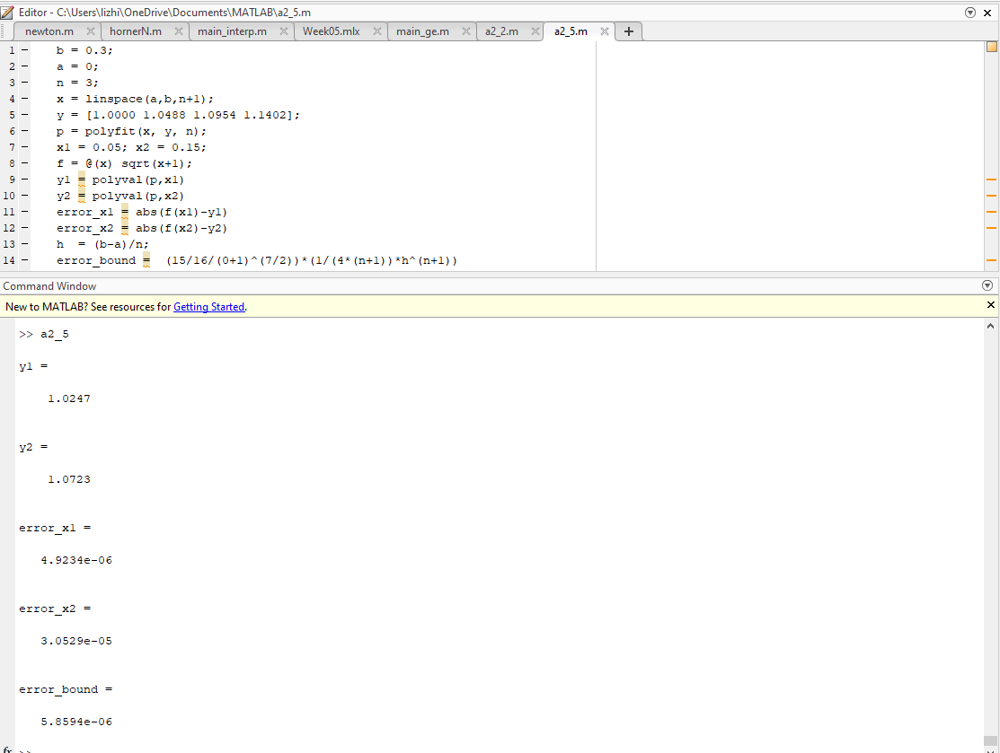 Editor - C:\Users\lizhi\OneDrive\Documents\MATLAB\a2_5.m
newton.m hornerN.m main_interp.m Week05.mlx main_ge.m a2_2.m a2_5.m +
1 - b = 0.3;
2 - a = 0;
3 - n = 3;
4 - x = linspace(a,b,n+1);
5 - y = [1.0000 1.0488 1.0954 1.1402];
6 - p = polyfit(x, y, n);
7 - x1 = 0.05; x2 = 0.15;
8 - f = @(x) sqrt(x+1);
9 - y1 = polyval(p,x1)
10 - y2 = polyval(p,x2)
11 - error_x1 = abs(f(x1)-y1)
12 - error_x2 = abs(f(x2)-y2)
13 - h  = (b-a)/n;
14 - error_bound =  (15/16/(0+1)^(7/2))*(1/(4*(n+1))*h^(n+1))
Command Window
New to MATLAB? See resources for Getting Started.
>> a2_5
y1 =
1.0247
y2 =
1.0723
error_x1 =
4.9234e-06
error_x2 =
3.0529e-05
error_bound =
5.8594e-06
fx >>